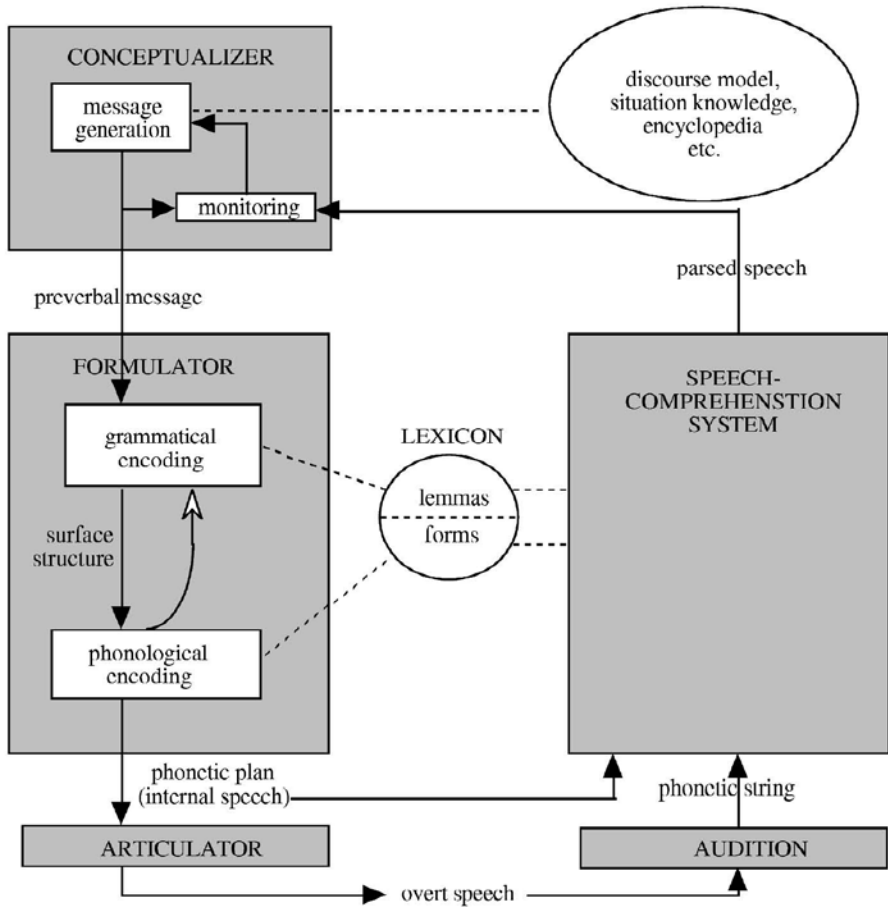 CONCEPTUALIZER
message
generation
monitoring
discourse model,
situation knowledge,
encyclopedia
etc.
parsed speech
preverbal message
FORMULATOR
grammatical
encoding
surface
structure
phonological
encoding
LEXICON
lemmas
forms
SPEECH-
COMPREHENSTION
SYSTEM
phonetic plan
(internal speech)
phonetic string
ARTICULATOR
AUDITION
overt speech